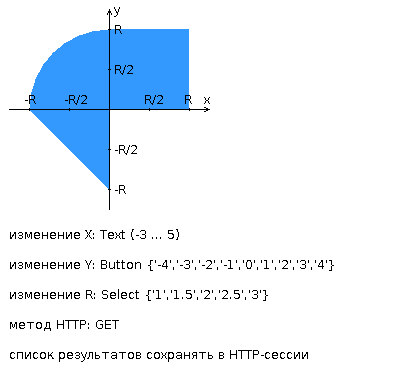 y
R
R/2
-R -R/2 R/2 R x
-R/2
-R
изменение X: Text (-3 ... 5)
изменение Y: Button {'-4','-3','-2','-1','0','1','2','3','4'}
изменение R: Select {'1','1.5','2','2.5','3'}
метод HTTP: GET
список результатов сохранять в HTTP-сессии